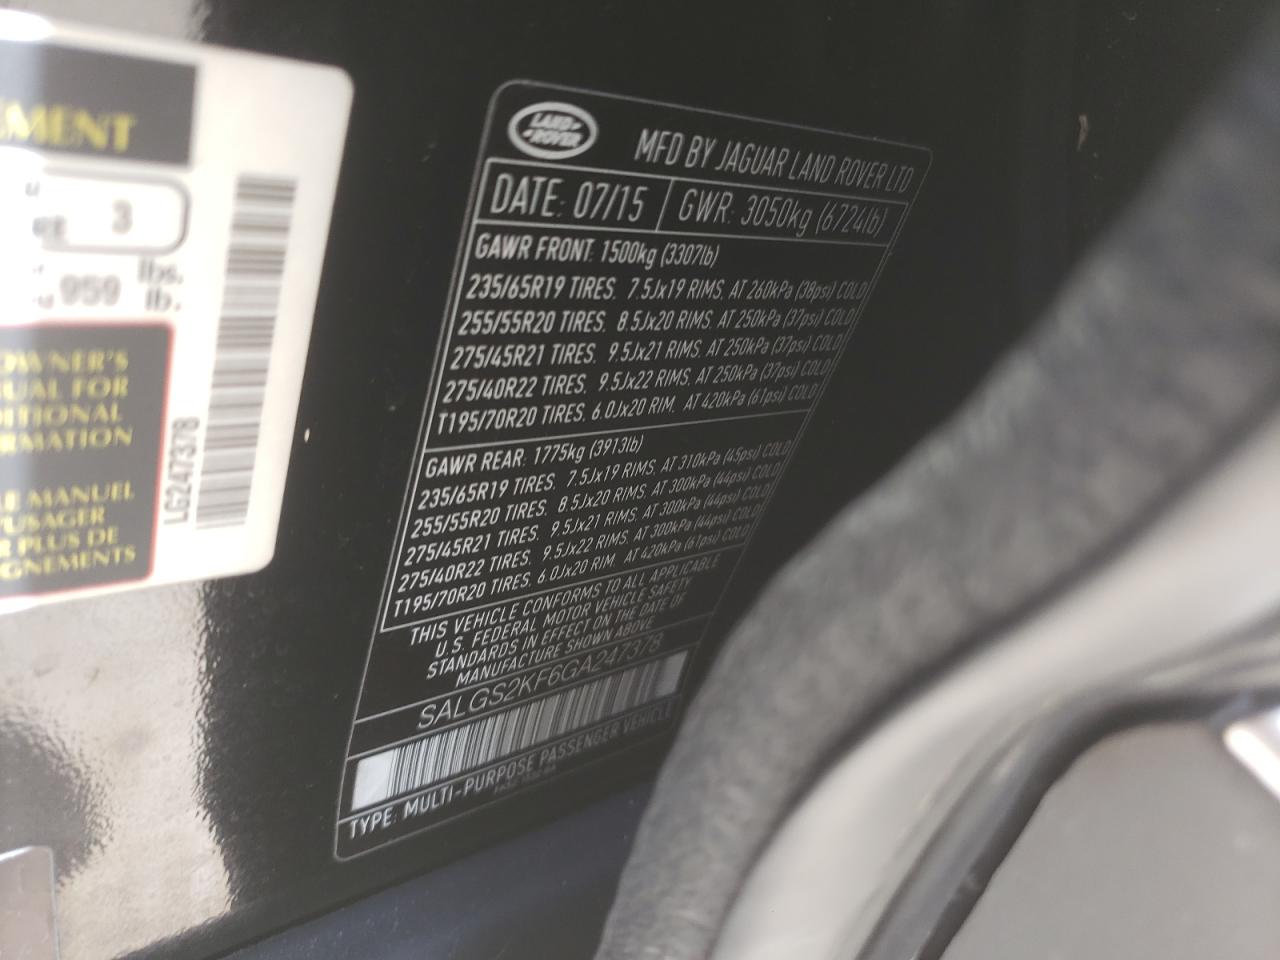 LAND ROVER
MFD BY JAGUAR LAND ROVER LTD
DATE: 07/15 GWR: 3050kg (6724lb)
GAWR FRONT: 1500kg (3307lb)
235/65R19 TIRES, 7.5Jx19 RIMS, AT 260kPa (38psi) COLD
255/55R20 TIRES, 8.5Jx20 RIMS, AT 250kPa (37psi) COLD
275/45R21 TIRES, 9.5Jx21 RIMS, AT 250kPa (37psi) COLD
275/40R22 TIRES, 9.5Jx22 RIMS, AT 250kPa (37psi) COLD
T195/70R20 TIRES, 6.0Jx20 RIM, AT 420kPa (61psi) COLD
GAWR REAR: 1775kg (3913lb)
235/65R19 TIRES, 7.5Jx19 RIMS, AT 310kPa (45psi) COLD
255/55R20 TIRES, 8.5Jx20 RIMS, AT 300kPa (44psi) COLD
275/45R21 TIRES, 9.5Jx21 RIMS, AT 300kPa (44psi) COLD
275/40R22 TIRES, 9.5Jx22 RIMS, AT 300kPa (44psi) COLD
T195/70R20 TIRES, 6.0Jx20 RIM, AT 420kPa (61psi) COLD
THIS VEHICLE CONFORMS TO ALL APPLICABLE
U.S. FEDERAL MOTOR VEHICLE SAFETY
STANDARDS IN EFFECT ON THE DATE OF
MANUFACTURE SHOWN ABOVE
SALGS2KF6GA247378
TYPE: MULTI-PURPOSE PASSENGER VEHICLE
EMENT
3
959 lbs.
lb.
OWNER'S
UAL FOR
DITIONAL
ORMATION
LE MANUEL
'USAGER
R PLUS DE
GNEMENTS
LG247378